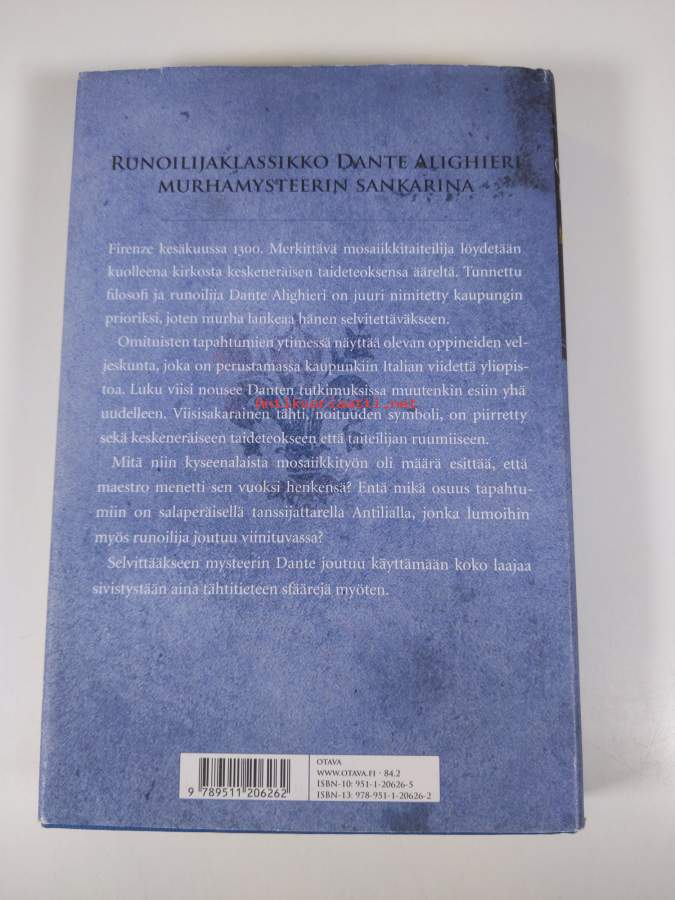 Runoilijaklassikko Dante Alighieri
murhamysteerin sankarina
Firenze kesäkuussa 1300. Merkittävä mosaiikkitaiteilija löydetään
kuolleena kirkosta keskeneräisen taideteoksensa ääreltä. Tunnettu
filosofi ja runoilija Dante Alighieri on juuri nimitetty kaupungin
prioriksi, joten murha lankeaa hänen selvitettäväkseen.
Omituisten tapahtumien ytimessä näyttää olevan oppineiden vel-
jeskunta, joka on perustamassa kaupunkiin Italian viidettä yliopis-
toa. Luku viisi nousee Danten tutkimuksissa muutenkin esiin yhä
uudelleen. Viisisakarainen tähti, noituuden symboli, on piirretty
sekä keskeneräiseen taideteokseen että taiteilijan ruumiiseen.
Mitä niin kyseenalaista mosaiikkityön oli määrä esittää, että
maestro menetti sen vuoksi henkensä? Entä mikä osuus tapahtu-
miin on salaperäisellä tanssijattarella Antilialla, jonka lumoihin
myös runoilija joutuu viinituvassa?
Selvittääkseen mysteerin Dante joutuu käyttämään koko laajaa
sivistystään aina tähtitieteen sfäärejä myöten.
OTAVA
WWW.OTAVA.FI · 84.2
ISBN-10: 951-1-20626-5
ISBN-13: 978-951-1-20626-2
9 789511 206262